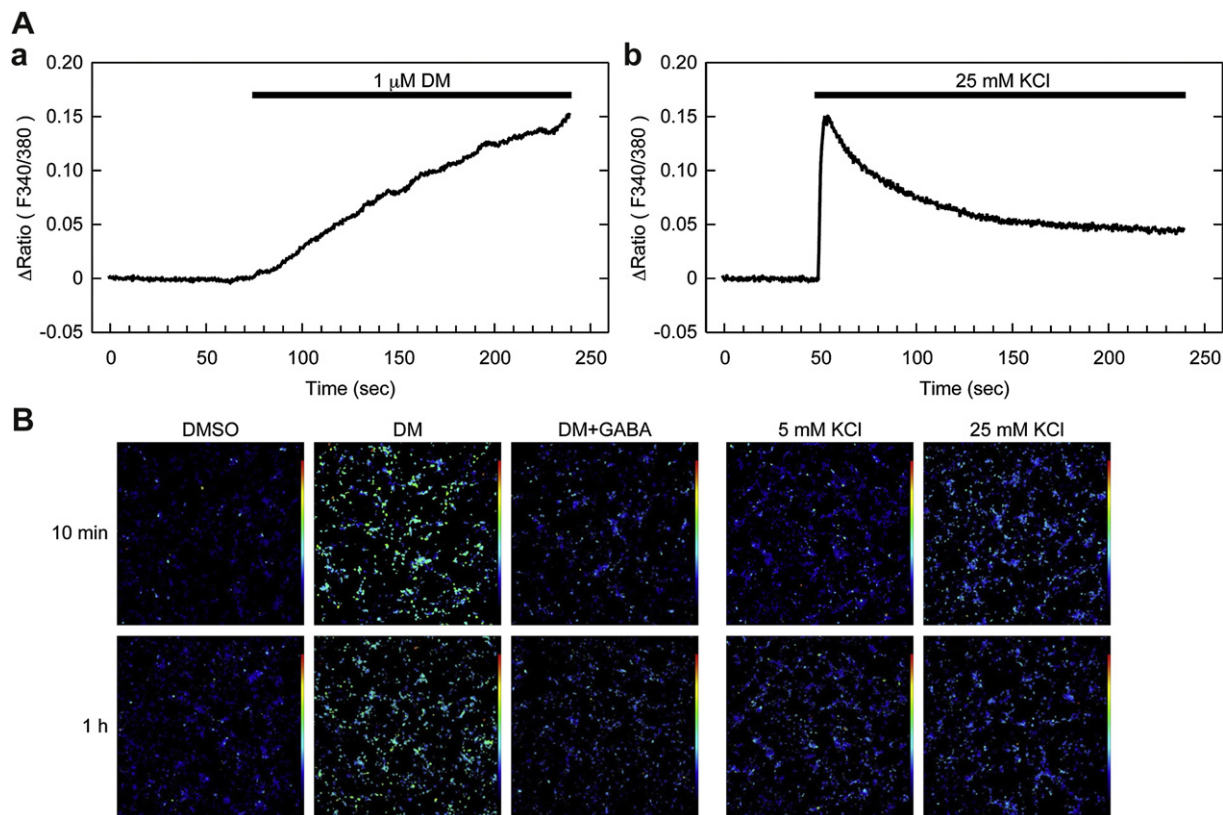 A
a
1 μM DM
0.20
0.15
0.10
0.05
0
-0.05
ΔRatio ( F340/380 )
0 50 100 150 200 250
Time (sec)
b
25 mM KCl
0.20
0.15
0.10
0.05
0
-0.05
ΔRatio ( F340/380 )
0 50 100 150 200 250
Time (sec)
B
DMSO DM DM+GABA 5 mM KCl 25 mM KCl
10 min
1 h